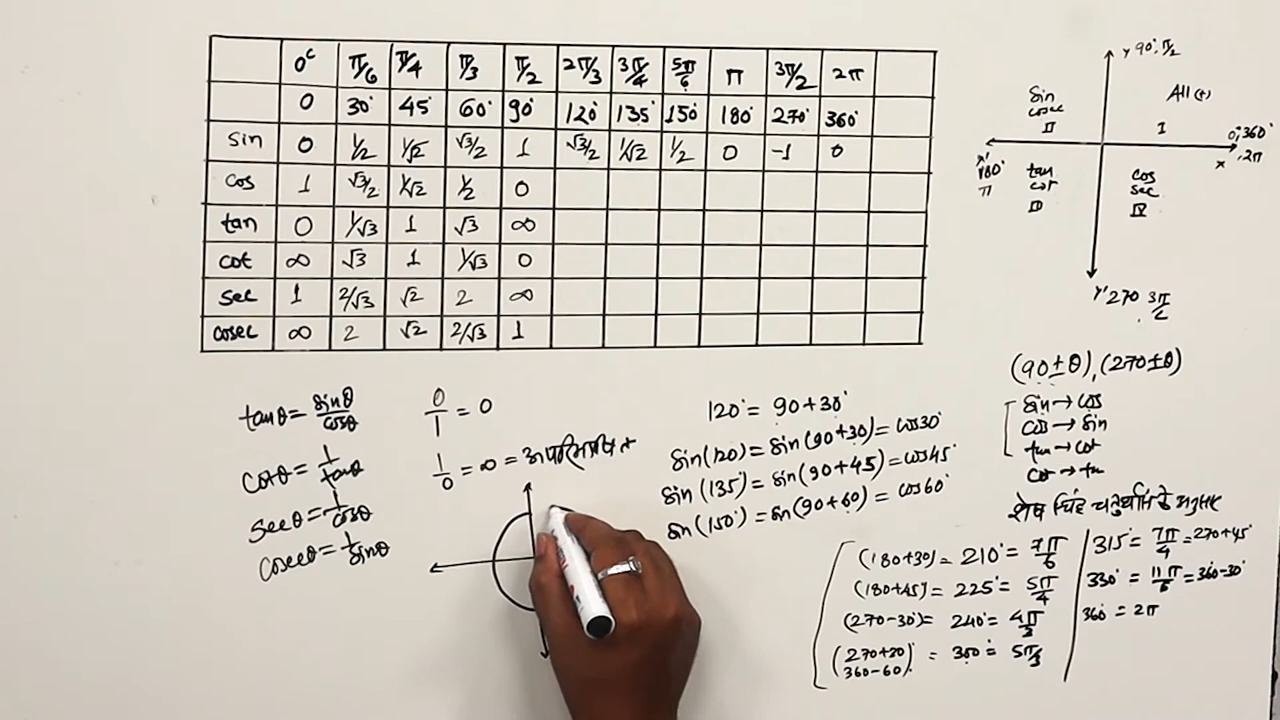 0ᶜ π/6 π/4 π/3 π/2 2π/3 3π/4 5π/6 π 3π/2 2π
0 30° 45° 60° 90° 120° 135° 150° 180° 270° 360°
sin 0 1/2 1/√2 √3/2 1 √3/2 1/√2 1/2 0 -1 0
cos 1 √3/2 1/√2 1/2 0
tan 0 1/√3 1 √3 ∞
cot ∞ √3 1 1/√3 0
sec 1 2/√3 √2 2 ∞
cosec ∞ 2 √2 2/√3 1
y 90°, π/2
Sin
cosec
II
All (+)
I
0, 360°
x , 2π
x'
180°
π
tan
cot
III
cos
sec
IV
y' 270 3π/2
tanθ = sinθ/cosθ
cotθ = 1/tanθ
secθ = 1/cosθ
cosecθ = 1/sinθ
0/1 = 0
1/0 = ∞ = अपरिभाषित
120° = 90+30°
sin(120) = sin(90+30) = cos30°
sin(135°) = sin(90+45) = cos45°
sin(150°) = sin(90+60) = cos60°
(90±θ), (270±θ)
sin → cos
cos → sin
tan → cot
cot → tan
शेष चिह्न चतुर्थांश के अनुसार
(180+30) = 210° = 7π/6
(180+45) = 225° = 5π/4
(270-30°) = 240° = 4π/3
(270+30°
360-60) = 300 = 5π/3
315° = 7π/4 = 270+45°
330° = 11π/6 = 360-30°
360 = 2π